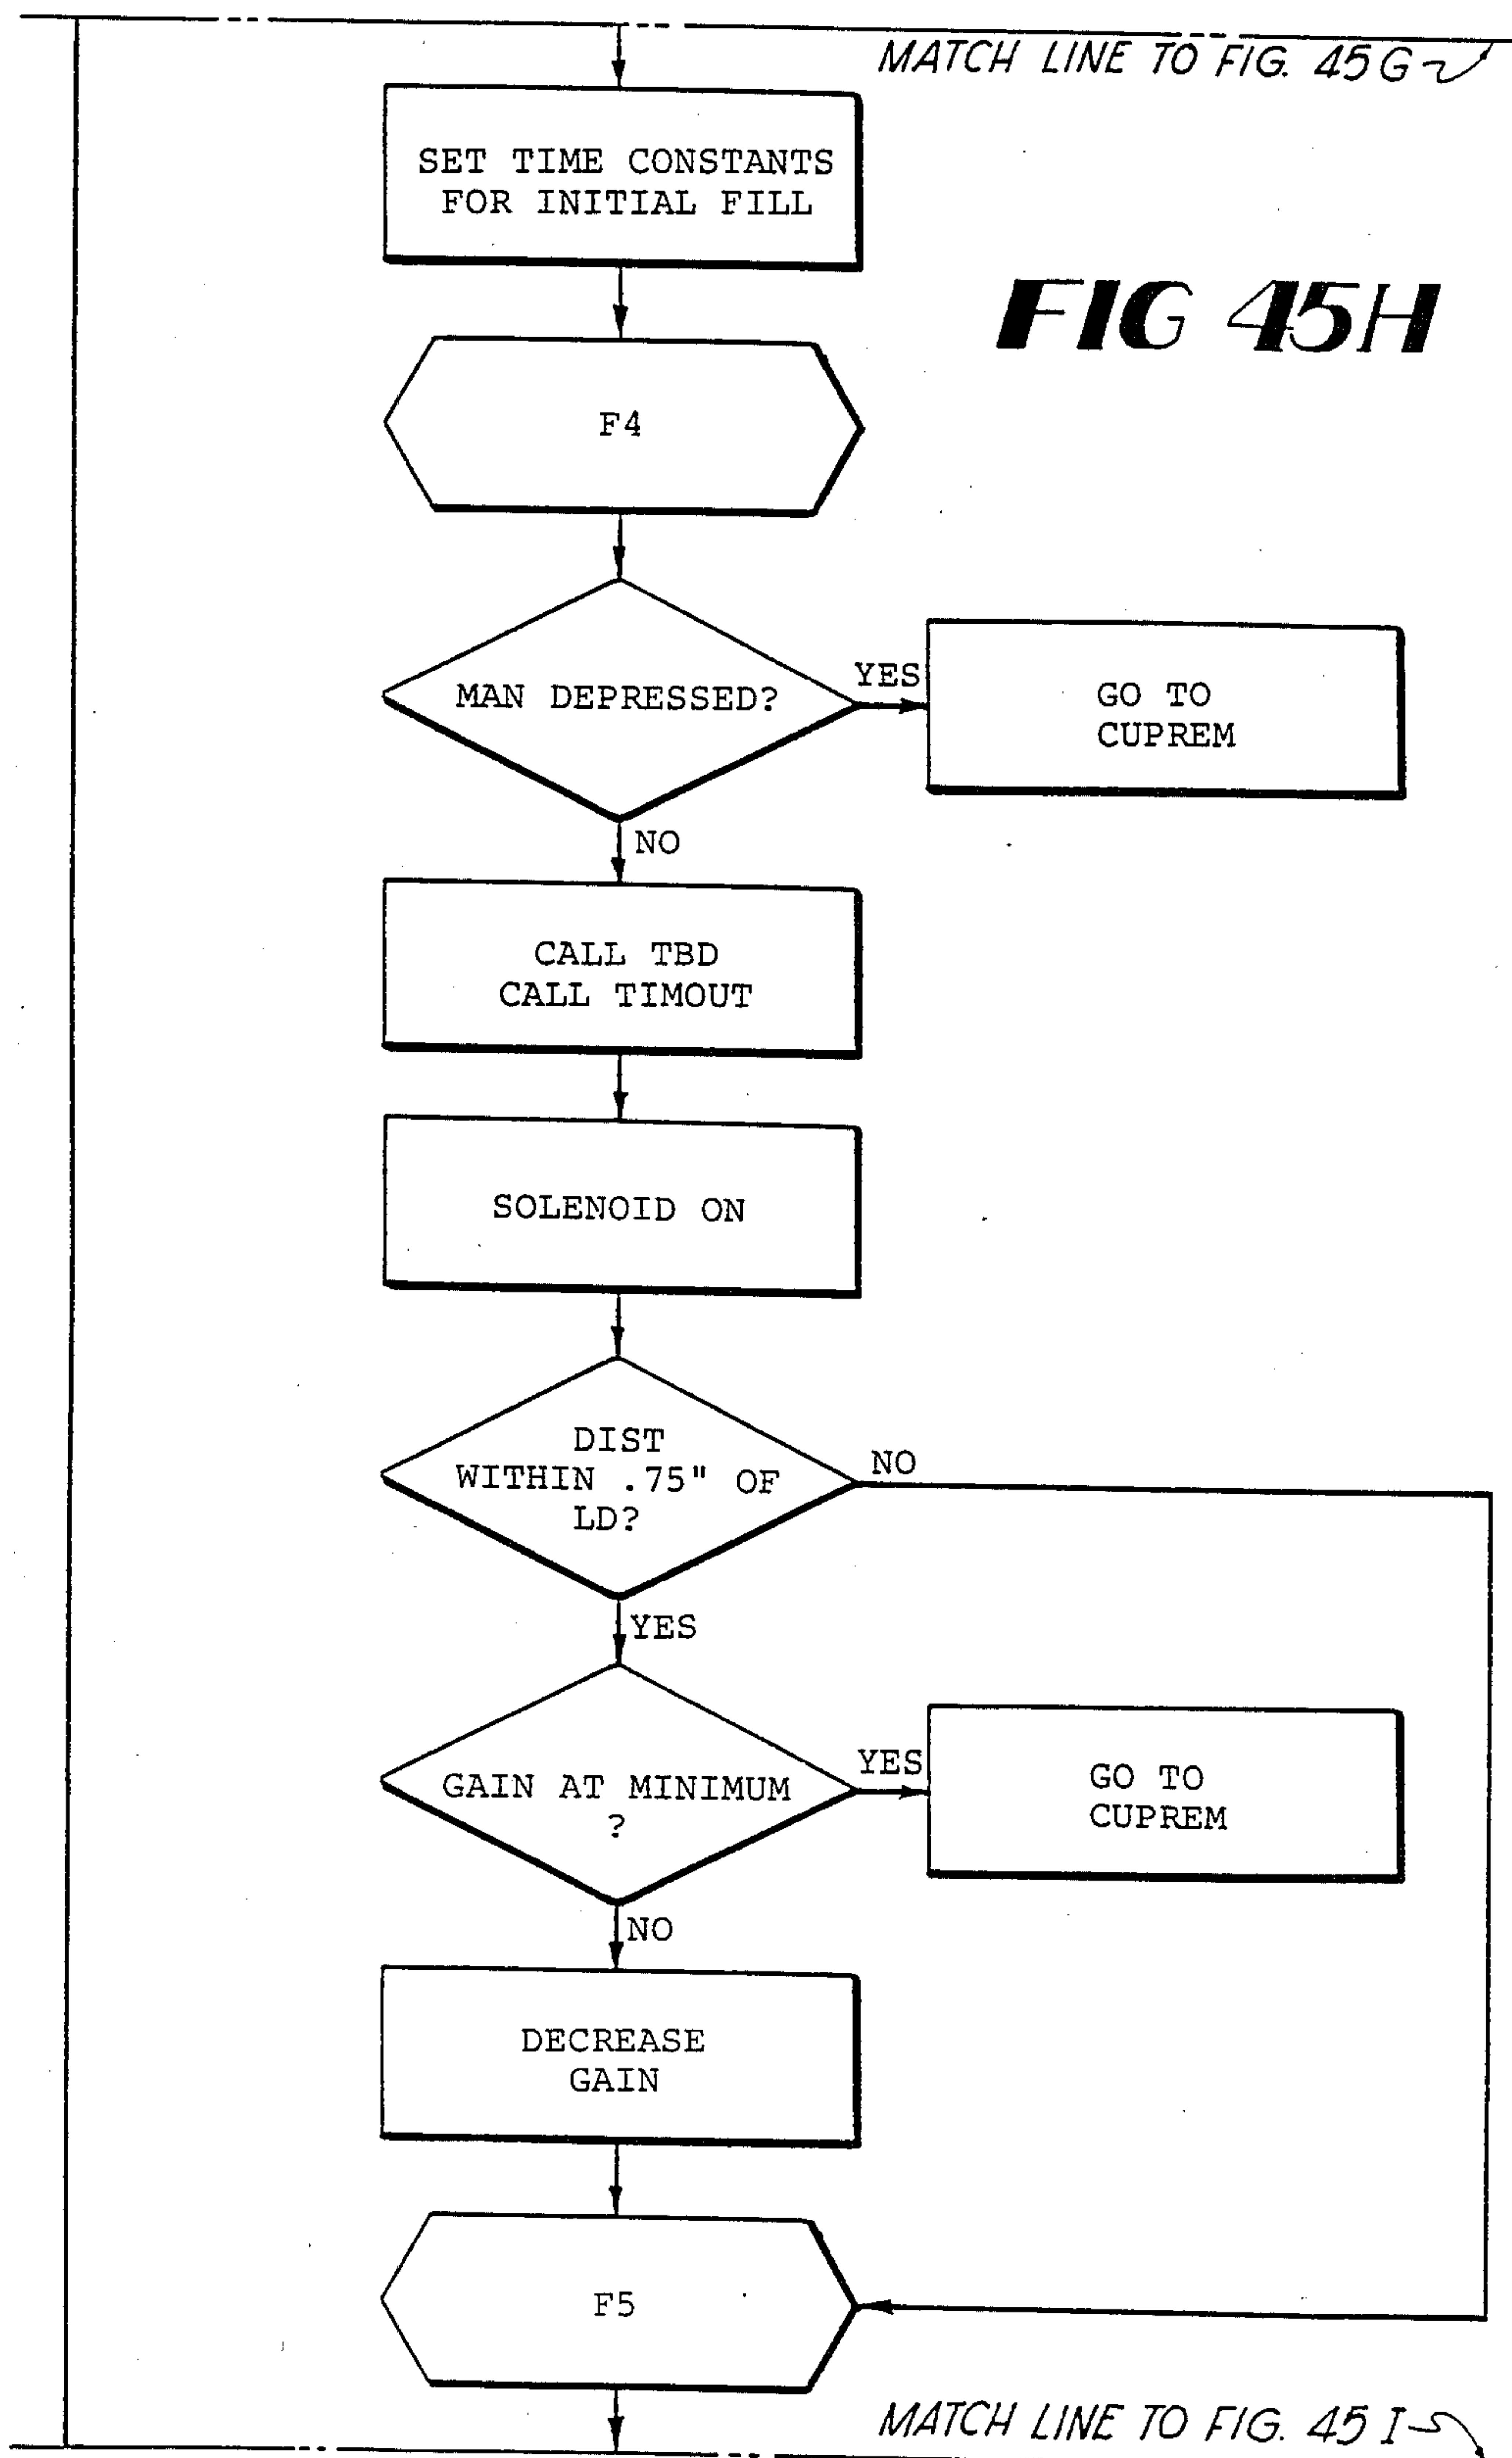 MATCH LINE TO FIG. 45G
SET TIME CONSTANTS
FOR INITIAL FILL
FIG 45H
F4
MAN DEPRESSED?
YES
GO TO
CUPREM
NO
CALL TBD
CALL TIMOUT
SOLENOID ON
DIST
WITHIN .75" OF
LD?
NO
YES
GAIN AT MINIMUM
?
YES
GO TO
CUPREM
NO
DECREASE
GAIN
F5
MATCH LINE TO FIG. 45 I